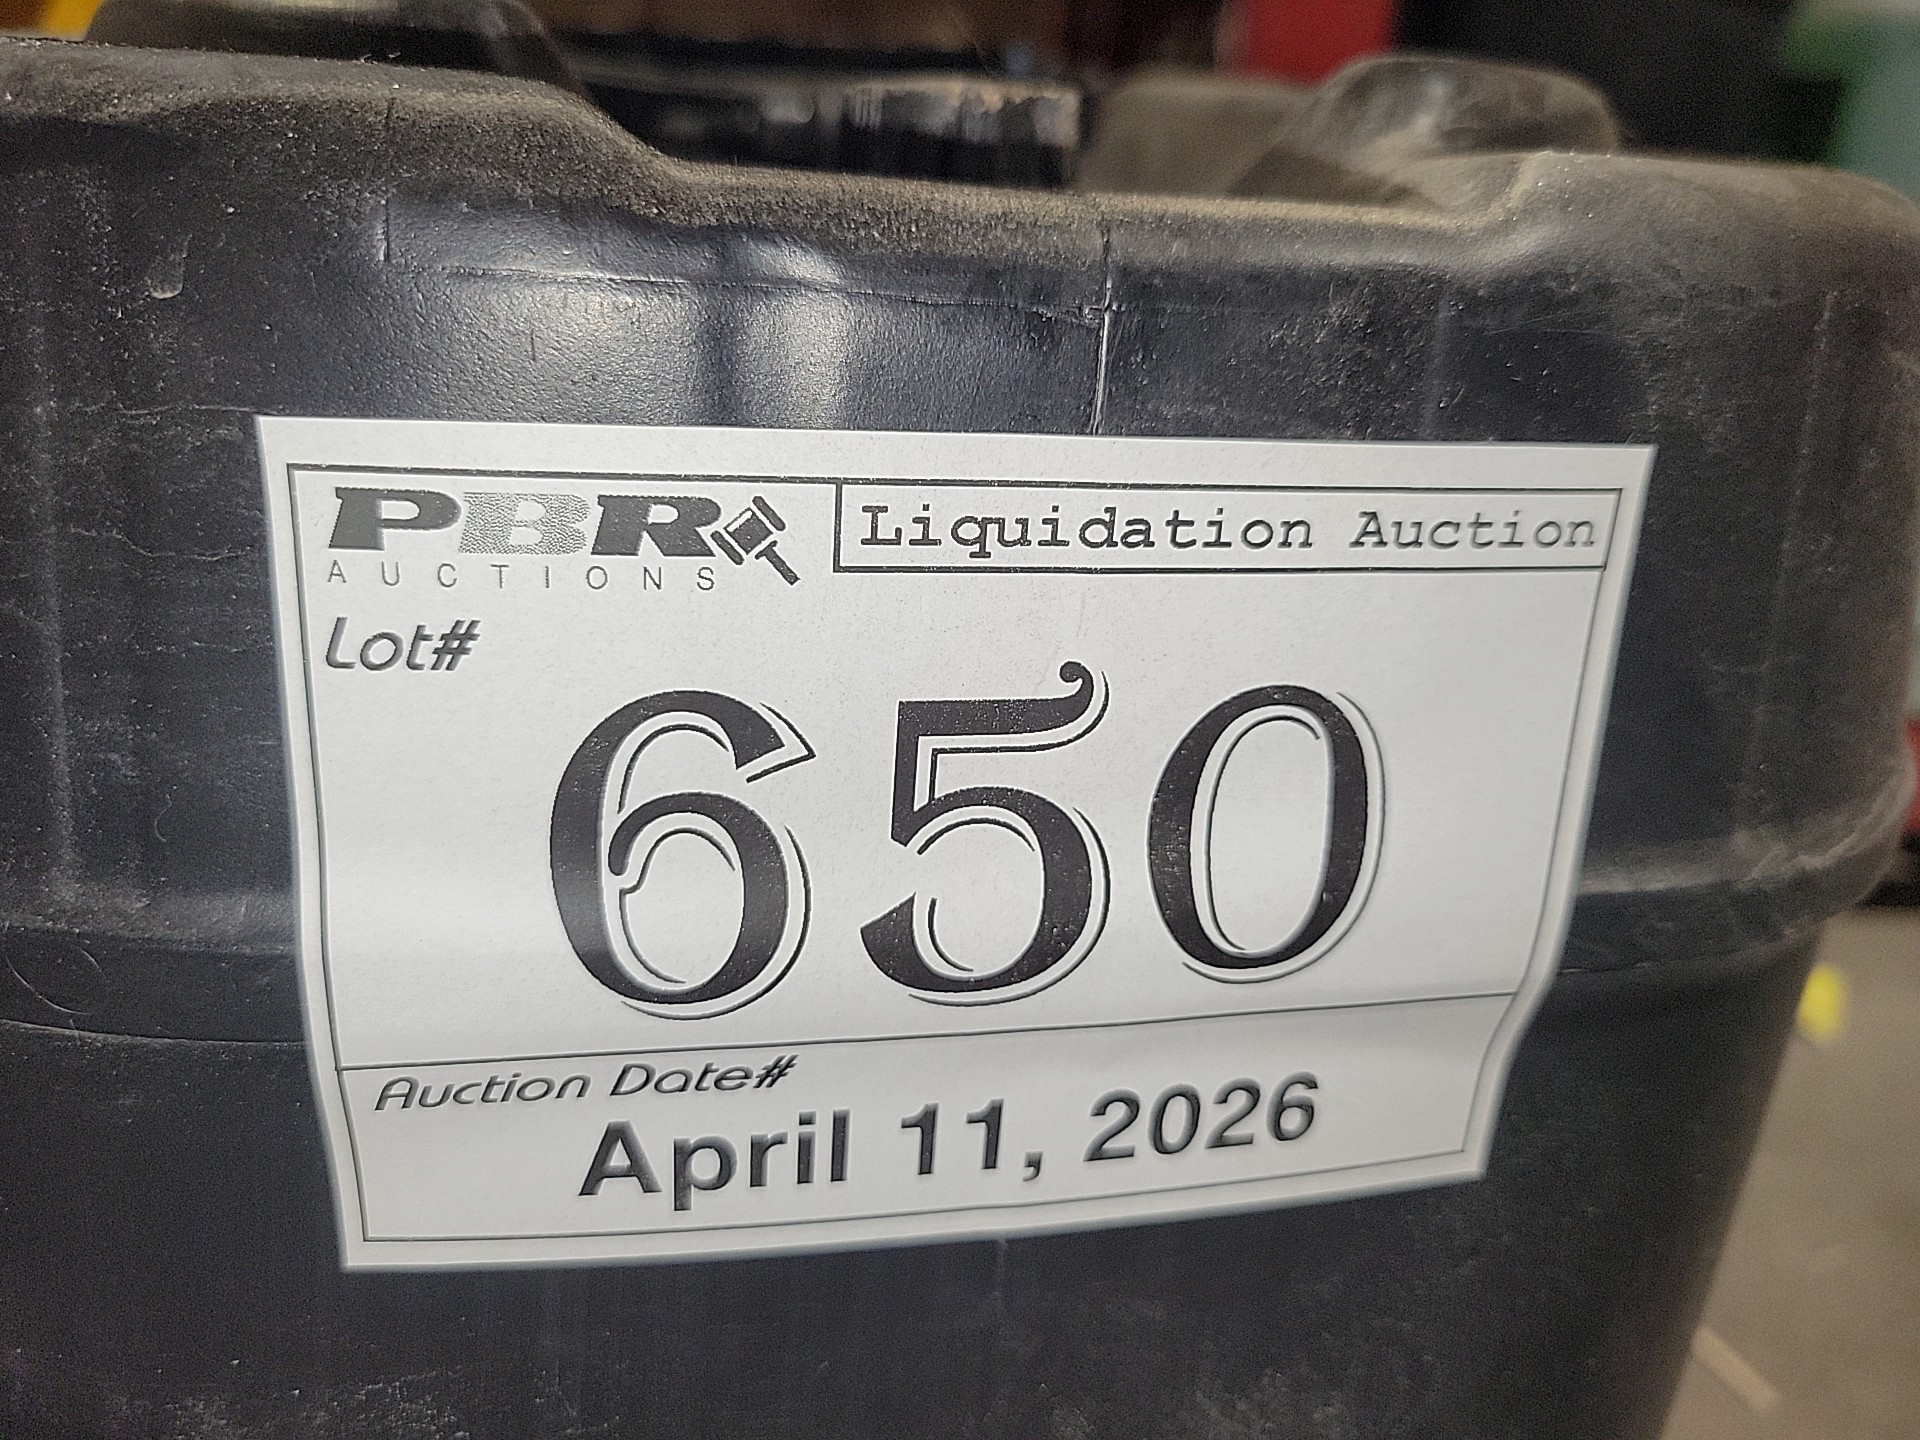 PBR
AUCTIONS
Liquidation Auction
Lot#
650
Auction Date#
April 11, 2026